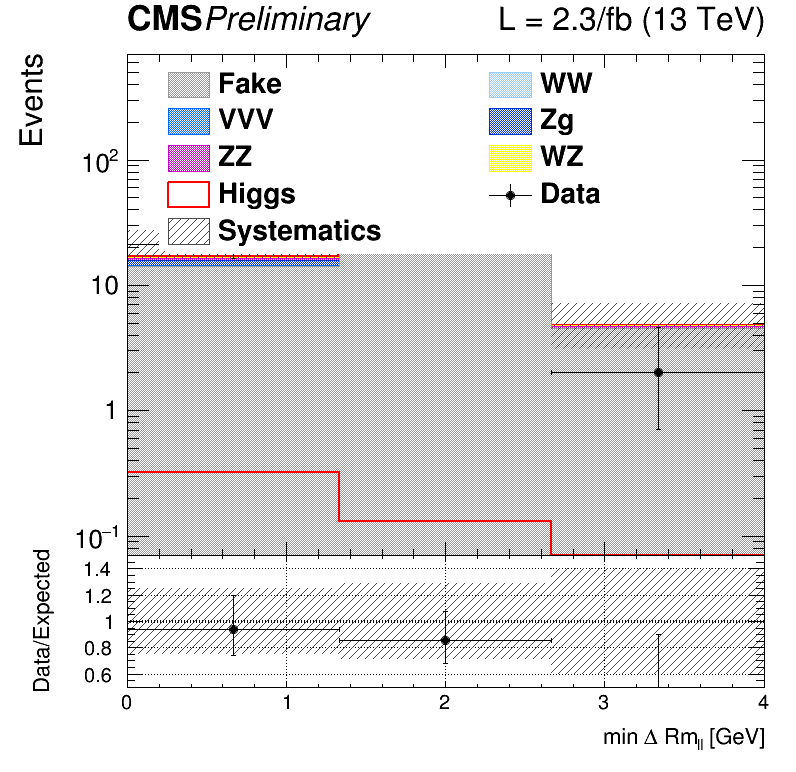 CMS Preliminary L = 2.3/fb (13 TeV)
Events
Fake WW
VVV Zg
ZZ WZ
Higgs Data
Systematics
10²
10
1
10⁻¹
Data/Expected
1.4
1.2
1
0.8
0.6
0 1 2 3 4
min Δ Rm_ll [GeV]